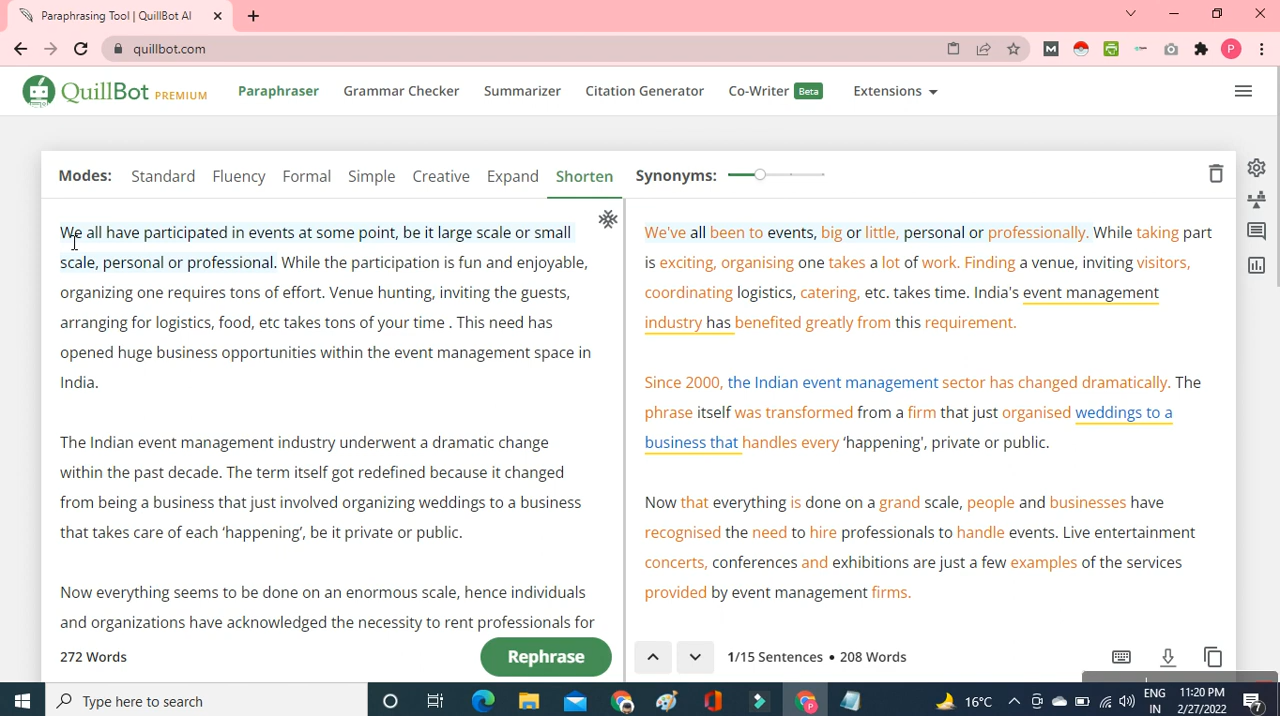 Paraphrasing Tool | QuillBot AI
quillbot.com
M
P
QuillBot PREMIUM
Paraphraser
Grammar Checker
Summarizer
Citation Generator
Co-Writer Beta
Extensions
Modes: Standard Fluency Formal Simple Creative Expand Shorten Synonyms:
We all have participated in events at some point, be it large scale or small
scale, personal or professional. While the participation is fun and enjoyable,
organizing one requires tons of effort. Venue hunting, inviting the guests,
arranging for logistics, food, etc takes tons of your time . This need has
opened huge business opportunities within the event management space in
India.
The Indian event management industry underwent a dramatic change
within the past decade. The term itself got redefined because it changed
from being a business that just involved organizing weddings to a business
that takes care of each ‘happening’, be it private or public.
Now everything seems to be done on an enormous scale, hence individuals
and organizations have acknowledged the necessity to rent professionals for
272 Words
Rephrase
We've all been to events, big or little, personal or professionally. While taking part
is exciting, organising one takes a lot of work. Finding a venue, inviting visitors,
coordinating logistics, catering, etc. takes time. India's event management
industry has benefited greatly from this requirement.
Since 2000, the Indian event management sector has changed dramatically. The
phrase itself was transformed from a firm that just organised weddings to a
business that handles every ‘happening', private or public.
Now that everything is done on a grand scale, people and businesses have
recognised the need to hire professionals to handle events. Live entertainment
concerts, conferences and exhibitions are just a few examples of the services
provided by event management firms.
1/15 Sentences • 208 Words
Type here to search
16°C
ENG
IN
11:20 PM
2/27/2022
7